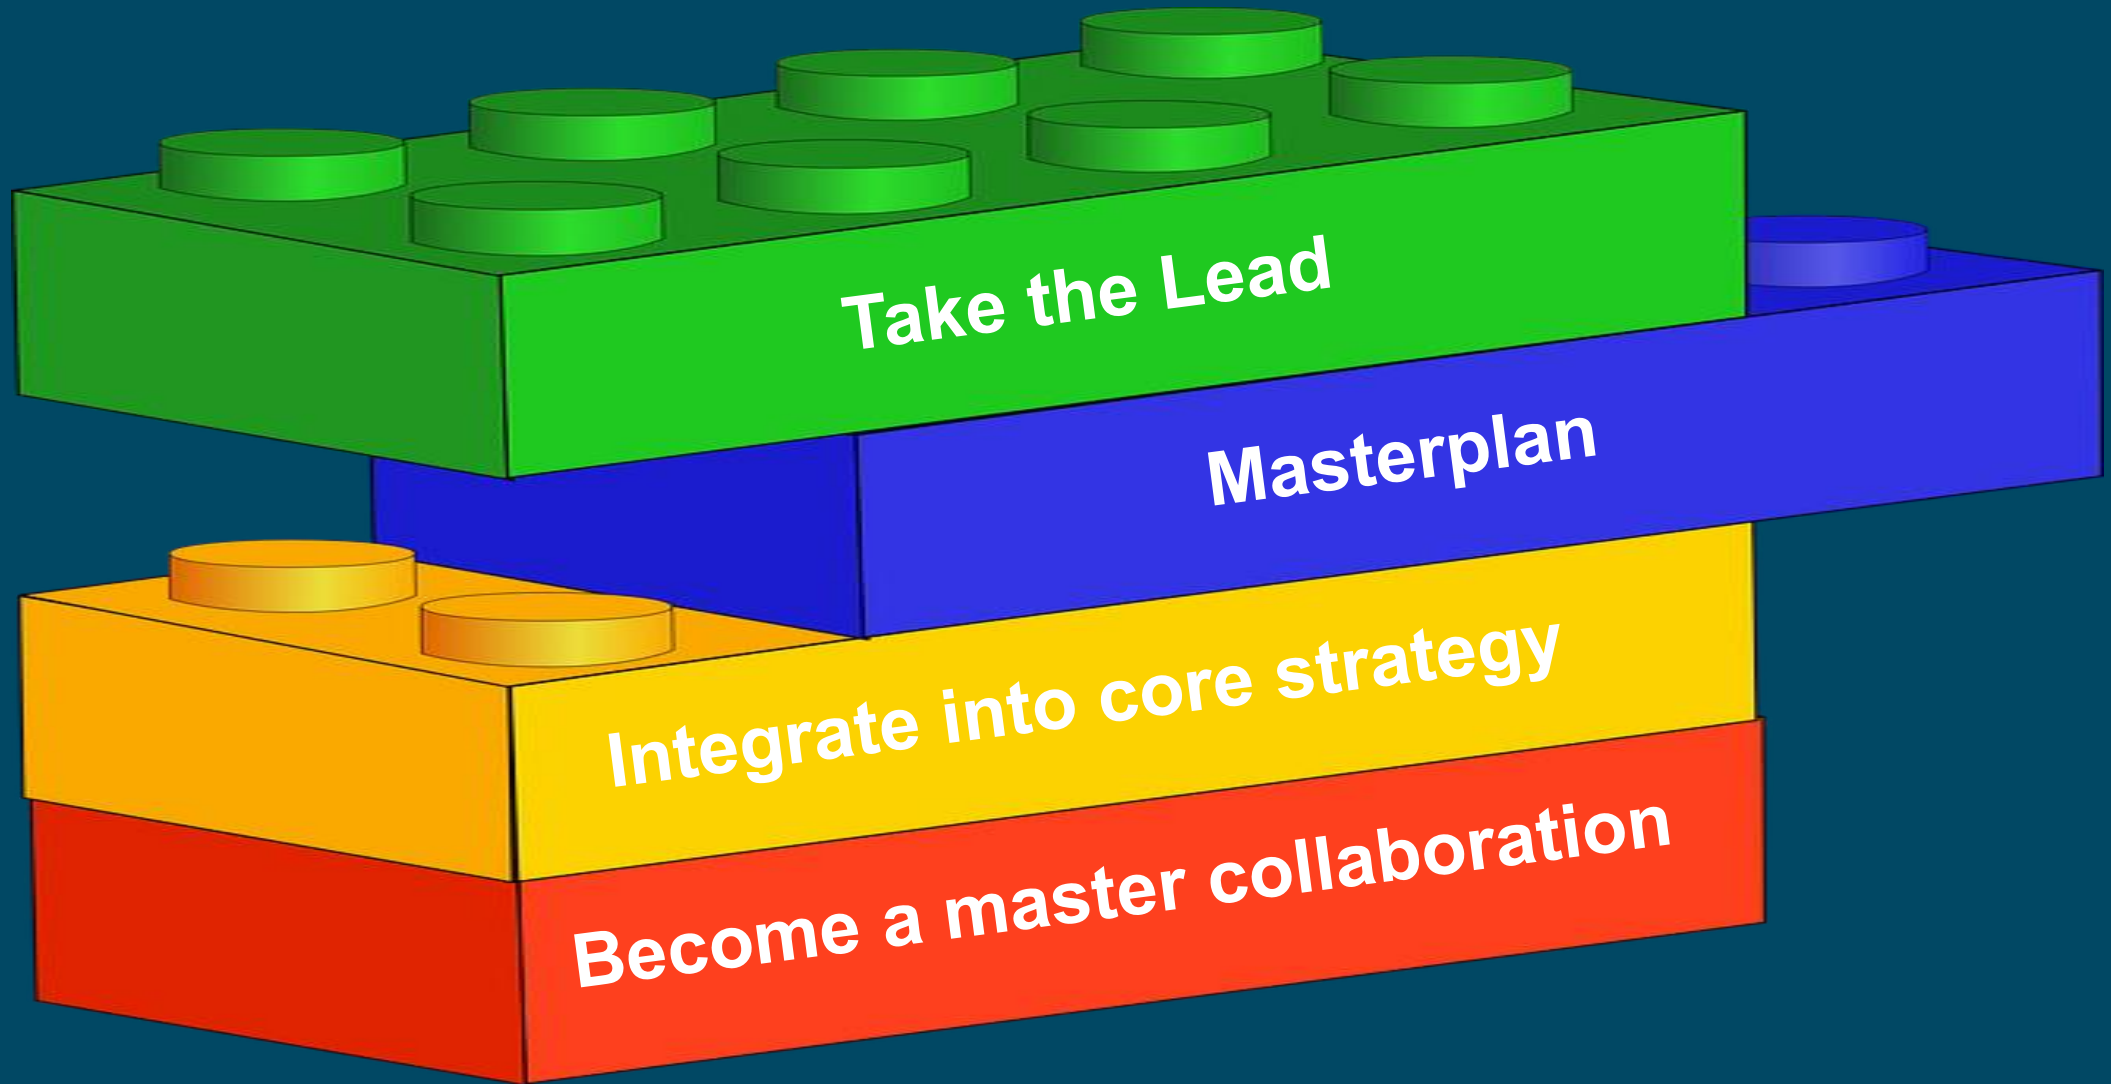 Take the Lead
Masterplan
Integrate into core strategy
Become a master collaboration